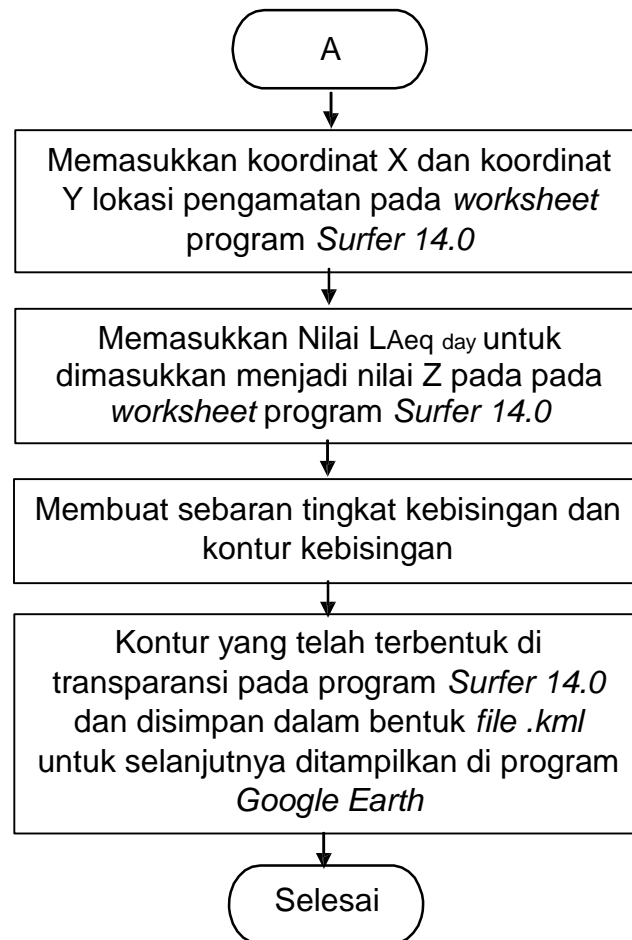 A
Memasukkan koordinat X dan koordinat
Y lokasi pengamatan pada worksheet
program Surfer 14.0
Memasukkan Nilai LAeq day untuk
dimasukkan menjadi nilai Z pada pada
worksheet program Surfer 14.0
Membuat sebaran tingkat kebisingan dan
kontur kebisingan
Kontur yang telah terbentuk di
transparansi pada program Surfer 14.0
dan disimpan dalam bentuk file .kml
untuk selanjutnya ditampilkan di program
Google Earth
Selesai